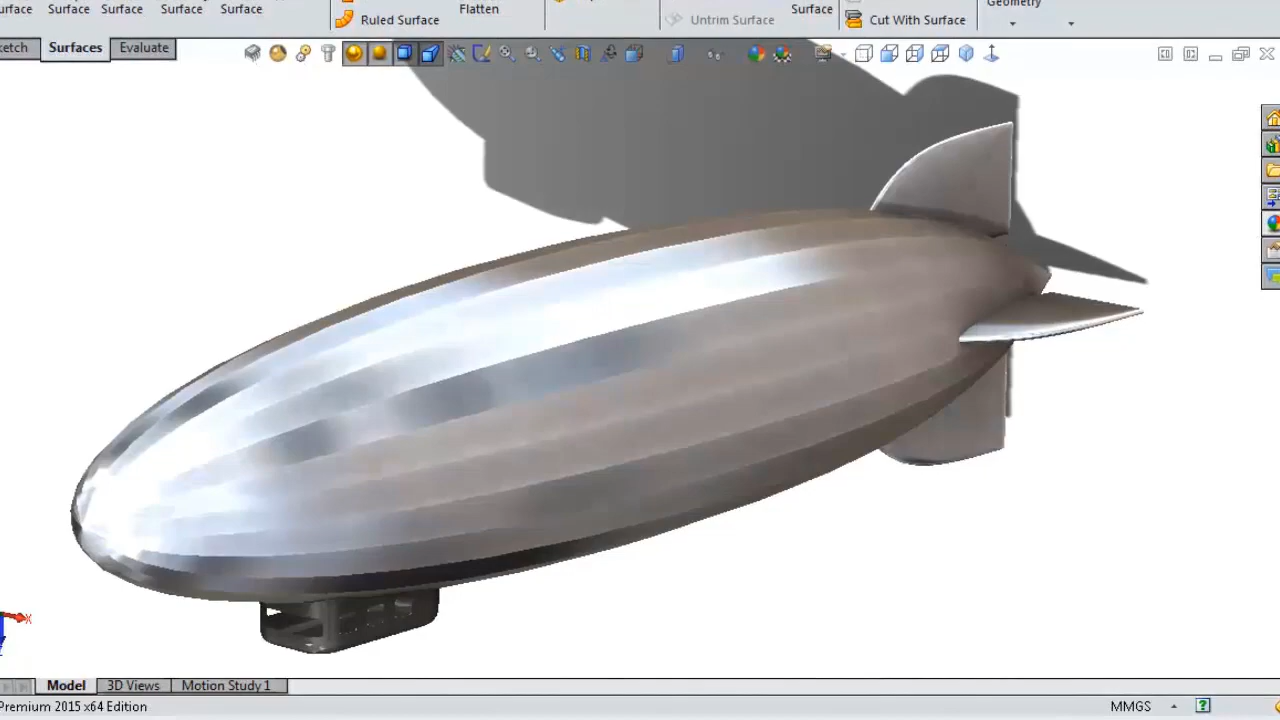 Surface Surface Surface Surface Surface
Flatten
Surface
Geometry
Ruled Surface
Untrim Surface
Cut With Surface
ketch Surfaces Evaluate
X
Model 3D Views Motion Study 1
Premium 2015 x64 Edition
MMGS
?